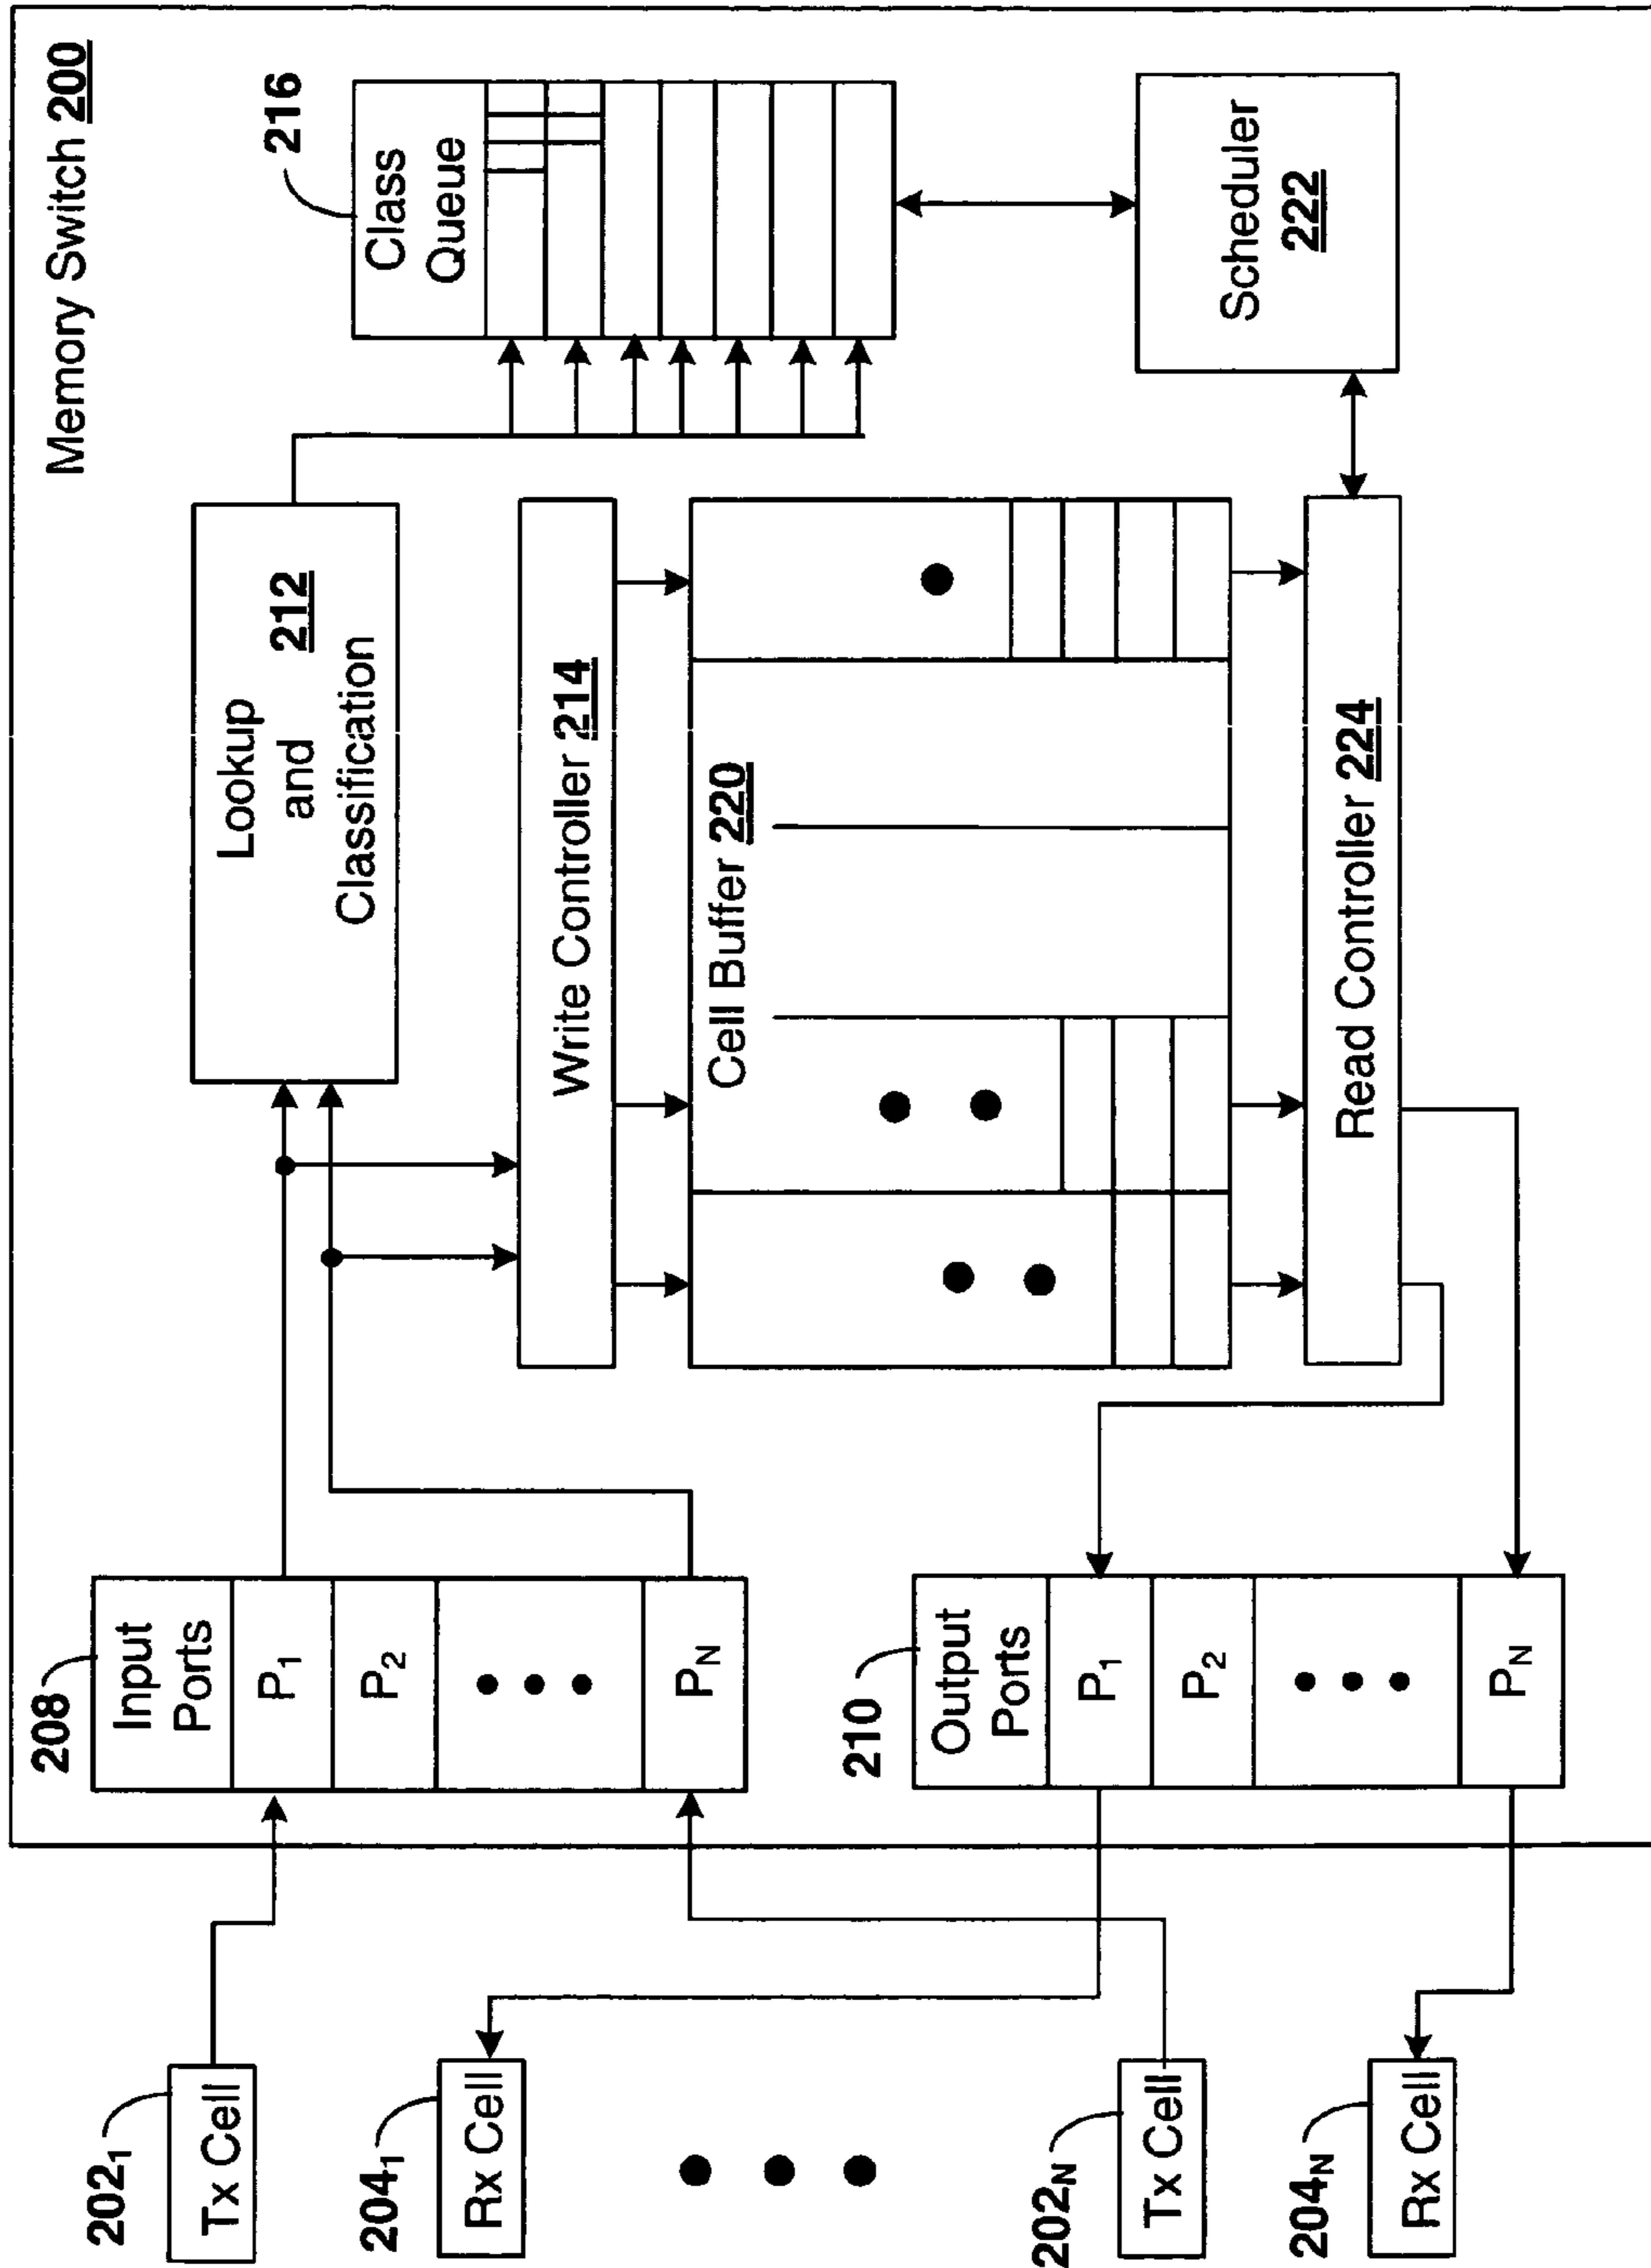 Memory Switch 200
202₁
Tx Cell
204₁
Rx Cell
202N
Tx Cell
204N
Rx Cell
208
Input
Ports
P₁
P₂
PN
210
Output
Ports
P₁
P₂
PN
Lookup
and 212
Classification
Write Controller 214
Cell Buffer 220
Read Controller 224
216
Class
Queue
Scheduler
222